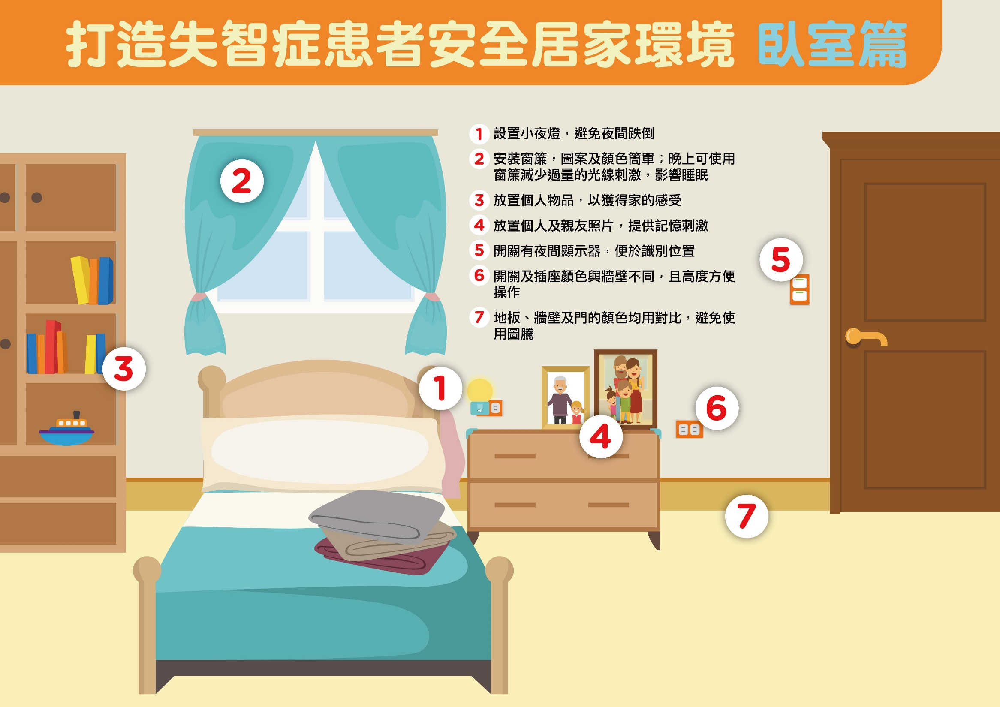 打造失智症患者安全居家環境 臥室篇
1 設置小夜燈，避免夜間跌倒
2 安裝窗簾，圖案及顏色簡單；晚上可使用
窗簾減少過量的光線刺激，影響睡眠
3 放置個人物品，以獲得家的感受
4 放置個人及親友照片，提供記憶刺激
5 開關有夜間顯示器，便於識別位置
6 開關及插座顏色與牆壁不同，且高度方便
操作
7 地板、牆壁及門的顏色均用對比，避免使
用圖騰
2
5
3
1
on
6
4
7